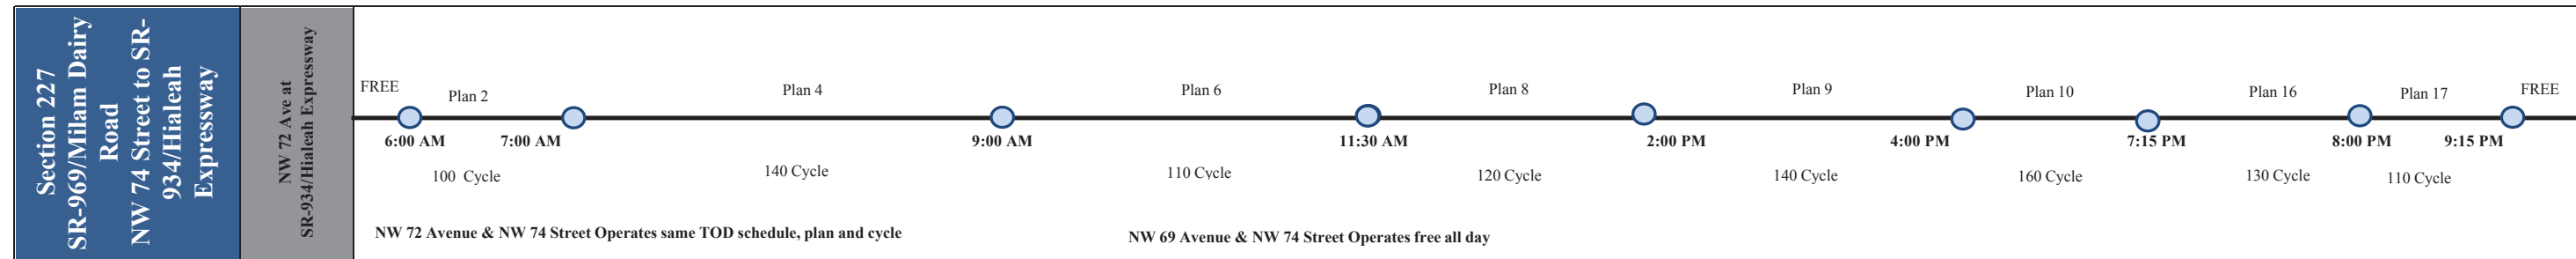 Section 227
SR-969/Milam Dairy
Road
NW 74 Street to SR-
934/Hialeah
Expressway
NW 72 Ave at
SR-934/Hialeah Expressway
FREE
Plan 2
Plan 4
Plan 6
Plan 8
Plan 9
Plan 10
Plan 16
Plan 17
FREE
6:00 AM
7:00 AM
9:00 AM
11:30 AM
2:00 PM
4:00 PM
7:15 PM
8:00 PM
9:15 PM
100 Cycle
140 Cycle
110 Cycle
120 Cycle
140 Cycle
160 Cycle
130 Cycle
110 Cycle
NW 72 Avenue & NW 74 Street Operates same TOD schedule, plan and cycle
NW 69 Avenue & NW 74 Street Operates free all day